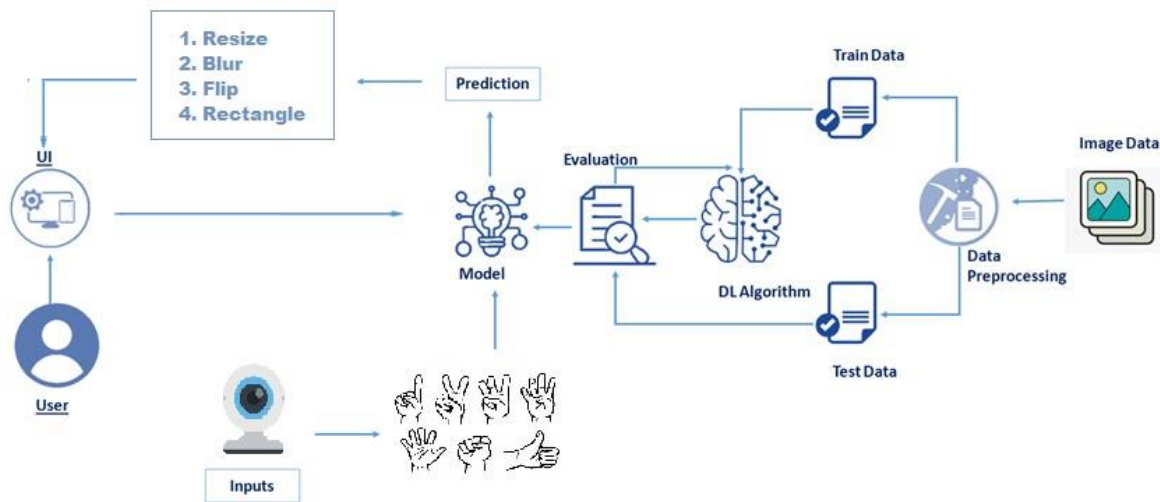 1. Resize
2. Blur
3. Flip
4. Rectangle
Prediction
Train Data
Image Data
UI
Evaluation
Model
DL Algorithm
Data
Preprocessing
User
Test Data
Inputs